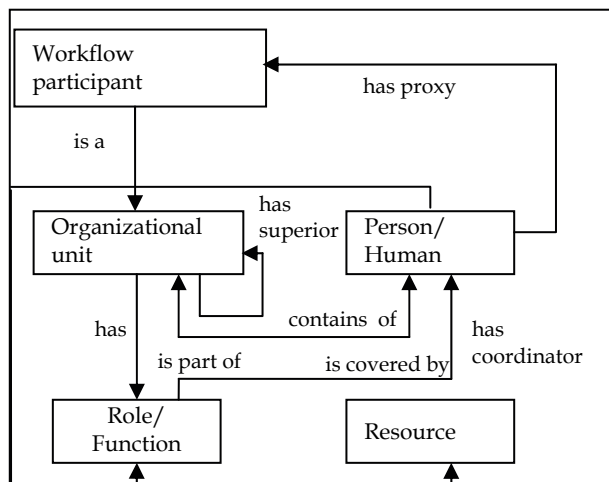 Workflow
participant
has proxy
is a
has
superior
Organizational
unit
Person/
Human
contains of
has
has
coordinator
is part of
is covered by
Role/
Function
Resource